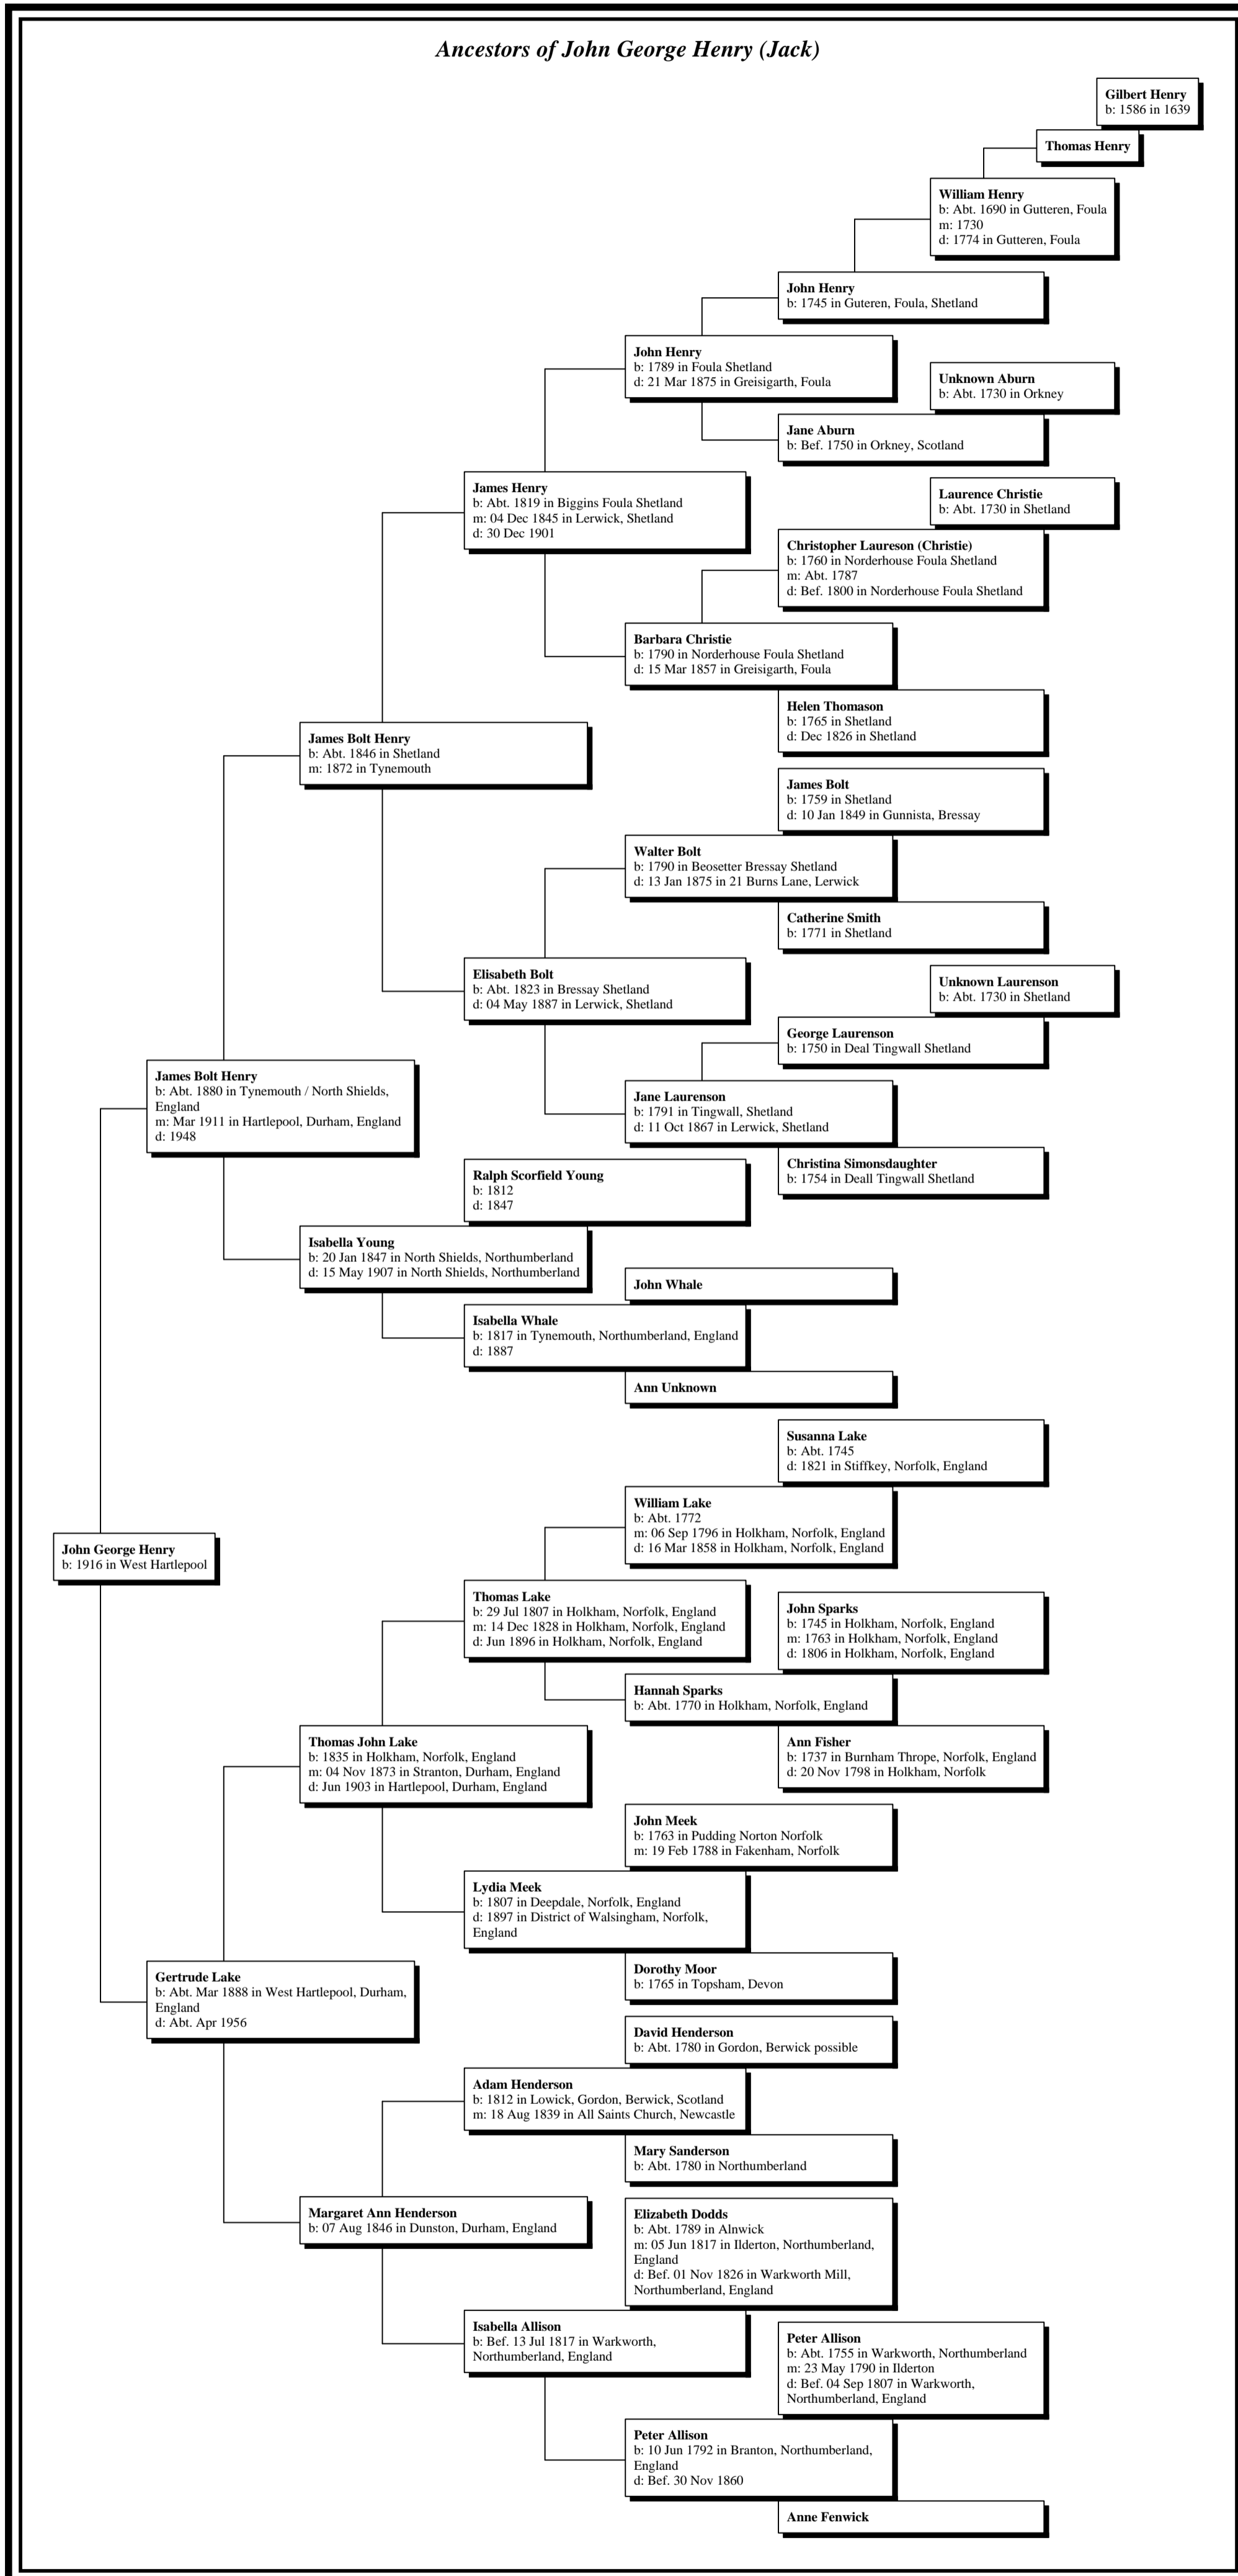 Ancestors of John George Henry (Jack)
Gilbert Henry
b: 1586 in 1639
Thomas Henry
William Henry
b: Abt. 1690 in Gutteren, Foula
m: 1730
d: 1774 in Gutteren, Foula
John Henry
b: 1745 in Guteren, Foula, Shetland
John Henry
b: 1789 in Foula Shetland
d: 21 Mar 1875 in Greisigarth, Foula
Unknown Aburn
b: Abt. 1730 in Orkney
Jane Aburn
b: Bef. 1750 in Orkney, Scotland
James Henry
b: Abt. 1819 in Biggins Foula Shetland
m: 04 Dec 1845 in Lerwick, Shetland
d: 30 Dec 1901
Laurence Christie
b: Abt. 1730 in Shetland
Christopher Laureson (Christie)
b: 1760 in Norderhouse Foula Shetland
m: Abt. 1787
d: Bef. 1800 in Norderhouse Foula Shetland
Barbara Christie
b: 1790 in Norderhouse Foula Shetland
d: 15 Mar 1857 in Greisigarth, Foula
Helen Thomason
b: 1765 in Shetland
d: Dec 1826 in Shetland
James Bolt Henry
b: Abt. 1846 in Shetland
m: 1872 in Tynemouth
James Bolt
b: 1759 in Shetland
d: 10 Jan 1849 in Gunnista, Bressay
Walter Bolt
b: 1790 in Beosetter Bressay Shetland
d: 13 Jan 1875 in 21 Burns Lane, Lerwick
Catherine Smith
b: 1771 in Shetland
Elisabeth Bolt
b: Abt. 1823 in Bressay Shetland
d: 04 May 1887 in Lerwick, Shetland
Unknown Laurenson
b: Abt. 1730 in Shetland
George Laurenson
b: 1750 in Deal Tingwall Shetland
Jane Laurenson
b: 1791 in Tingwall, Shetland
d: 11 Oct 1867 in Lerwick, Shetland
Christina Simonsdaughter
b: 1754 in Deall Tingwall Shetland
James Bolt Henry
b: Abt. 1880 in Tynemouth / North Shields,
England
m: Mar 1911 in Hartlepool, Durham, England
d: 1948
Ralph Scorfield Young
b: 1812
d: 1847
Isabella Young
b: 20 Jan 1847 in North Shields, Northumberland
d: 15 May 1907 in North Shields, Northumberland
John Whale
Isabella Whale
b: 1817 in Tynemouth, Northumberland, England
d: 1887
Ann Unknown
Susanna Lake
b: Abt. 1745
d: 1821 in Stiffkey, Norfolk, England
William Lake
b: Abt. 1772
m: 06 Sep 1796 in Holkham, Norfolk, England
d: 16 Mar 1858 in Holkham, Norfolk, England
John George Henry
b: 1916 in West Hartlepool
Thomas Lake
b: 29 Jul 1807 in Holkham, Norfolk, England
m: 14 Dec 1828 in Holkham, Norfolk, England
d: Jun 1896 in Holkham, Norfolk, England
John Sparks
b: 1745 in Holkham, Norfolk, England
m: 1763 in Holkham, Norfolk, England
d: 1806 in Holkham, Norfolk, England
Hannah Sparks
b: Abt. 1770 in Holkham, Norfolk, England
Ann Fisher
b: 1737 in Burnham Thrope, Norfolk, England
d: 20 Nov 1798 in Holkham, Norfolk
Thomas John Lake
b: 1835 in Holkham, Norfolk, England
m: 04 Nov 1873 in Stranton, Durham, England
d: Jun 1903 in Hartlepool, Durham, England
John Meek
b: 1763 in Pudding Norton Norfolk
m: 19 Feb 1788 in Fakenham, Norfolk
Lydia Meek
b: 1807 in Deepdale, Norfolk, England
d: 1897 in District of Walsingham, Norfolk,
England
Dorothy Moor
b: 1765 in Topsham, Devon
Gertrude Lake
b: Abt. Mar 1888 in West Hartlepool, Durham,
England
d: Abt. Apr 1956
David Henderson
b: Abt. 1780 in Gordon, Berwick possible
Adam Henderson
b: 1812 in Lowick, Gordon, Berwick, Scotland
m: 18 Aug 1839 in All Saints Church, Newcastle
Mary Sanderson
b: Abt. 1780 in Northumberland
Margaret Ann Henderson
b: 07 Aug 1846 in Dunston, Durham, England
Elizabeth Dodds
b: Abt. 1789 in Alnwick
m: 05 Jun 1817 in Ilderton, Northumberland,
England
d: Bef. 01 Nov 1826 in Warkworth Mill,
Northumberland, England
Isabella Allison
b: Bef. 13 Jul 1817 in Warkworth,
Northumberland, England
Peter Allison
b: Abt. 1755 in Warkworth, Northumberland
m: 23 May 1790 in Ilderton
d: Bef. 04 Sep 1807 in Warkworth,
Northumberland, England
Peter Allison
b: 10 Jun 1792 in Branton, Northumberland,
England
d: Bef. 30 Nov 1860
Anne Fenwick